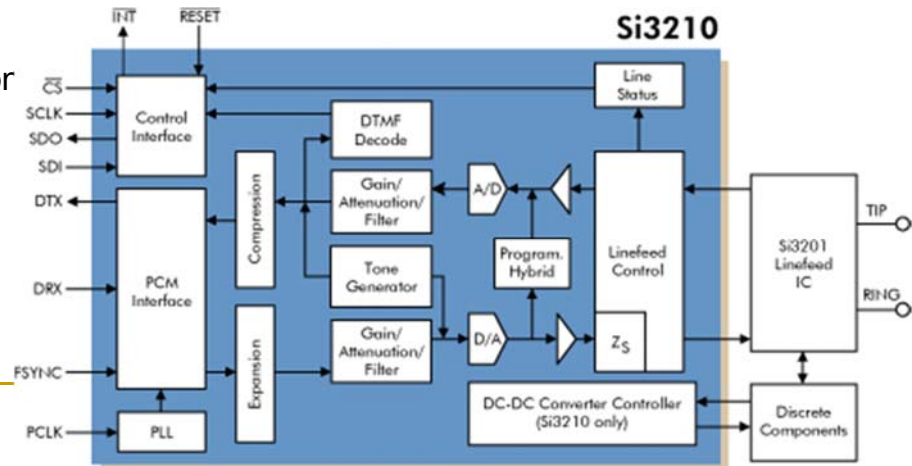 INT
RESET
Si3210
or
CS
SCLK
SDO
SDI
DTX
DRX
FSYNC
PCLK
Control
Interface
PCM
Interface
PLL
Compression
Expansion
DTMF
Decode
Gain/
Attenuation/
Filter
Tone
Generator
Gain/
Attenuation/
Filter
A/D
Program.
Hybrid
D/A
Line
Status
Linefeed
Control
ZS
DC-DC Converter Controller
(Si3210 only)
Si3201
Linefeed
IC
TIP
RING
Discrete
Components